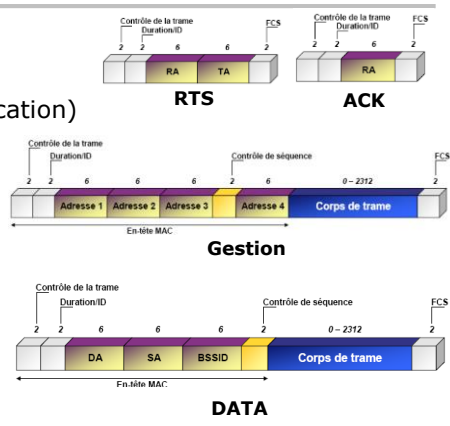 Contrôle de la trame FCS
Duration/ID
2 2 6 6 2
RA TA
RTS
Contrôle de la trame FCS
Duration/ID
2 2 6 2
RA
ACK
cation)
Contrôle de la trame
Duration/ID Contrôle de séquence FCS
2 2 6 6 6 2 6 0 – 2312 2
Adresse 1 Adresse 2 Adresse 3 Adresse 4 Corps de trame
En-tête MAC
Gestion
Contrôle de la trame
Duration/ID Contrôle de séquence FCS
2 2 6 6 6 2 0 – 2312 2
DA SA BSSID Corps de trame
En-tête MAC
DATA